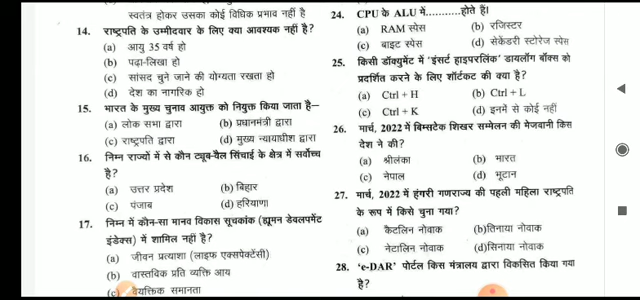 स्वतंत्र होकर उसका कोई विधिक प्रभाव नहीं है
14. राष्ट्रपति के उम्मीदवार के लिए क्या आवश्यक नहीं है?
(a) आयु 35 वर्ष हो
(b) पढ़ा-लिखा हो
(c) सांसद चुने जाने की योग्यता रखता हो
(d) देश का नागरिक हो
15. भारत के मुख्य चुनाव आयुक्त को नियुक्त किया जाता है—
(a) लोक सभा द्वारा (b) प्रधानमंत्री द्वारा
(c) राष्ट्रपति द्वारा (d) मुख्य न्यायाधीश द्वारा
16. निम्न राज्यों में से कौन ट्यूब-वैल सिंचाई के क्षेत्र में सर्वोच्च
है?
(a) उत्तर प्रदेश (b) बिहार
(c) पंजाब (d) हरियाणा
17. निम्न में कौन-सा मानव विकास सूचकांक (ह्यूमन डेवलपमेंट
इंडेक्स) में शामिल नहीं है?
(a) जीवन प्रत्याशा (लाइफ एक्सपेक्टेंसी)
(b) वास्तविक प्रति व्यक्ति आय
(c) वैयक्तिक समानता
24. CPU के ALU में............होते हैं।
(a) RAM स्पेस (b) रजिस्टर
(c) बाइट स्पेस (d) सेकेंडरी स्टोरेज स्पेस
25. किसी डॉक्युमेंट में 'इंसर्ट हाइपरलिंक' डायलॉग बॉक्स को
प्रदर्शित करने के लिए शॉर्टकट की क्या है?
(a) Ctrl + H (b) Ctrl + L
(c) Ctrl + K (d) इनमें से कोई नहीं
26. मार्च, 2022 में बिम्सटेक शिखर सम्मेलन की मेजबानी किस
देश ने की?
(a) श्रीलंका (b) भारत
(c) नेपाल (d) भूटान
27. मार्च, 2022 में हंगरी गणराज्य की पहली महिला राष्ट्रपति
के रूप में किसे चुना गया?
(a) कैटलिन नोवाक (b)तिनाया नोवाक
(c) नेटालिन नोवाक (d)सिनाया नोवाक
28. 'e-DAR' पोर्टल किस मंत्रालय द्वारा विकसित किया गया
है?